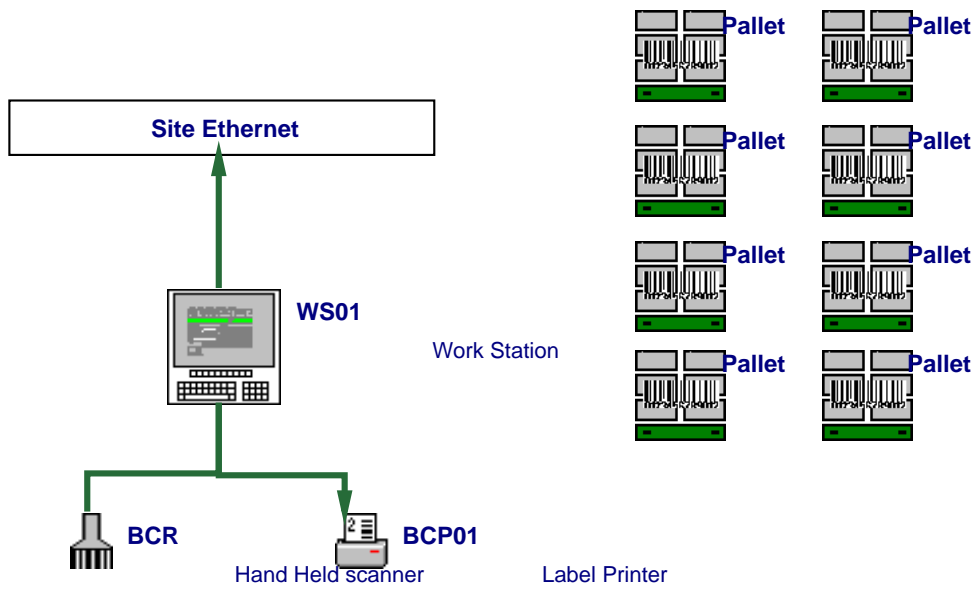 Pallet Pallet
Site Ethernet
Pallet Pallet
Pallet Pallet
WS01
Work Station
Pallet Pallet
2
BCR
BCP01
Hand Held scanner
Label Printer